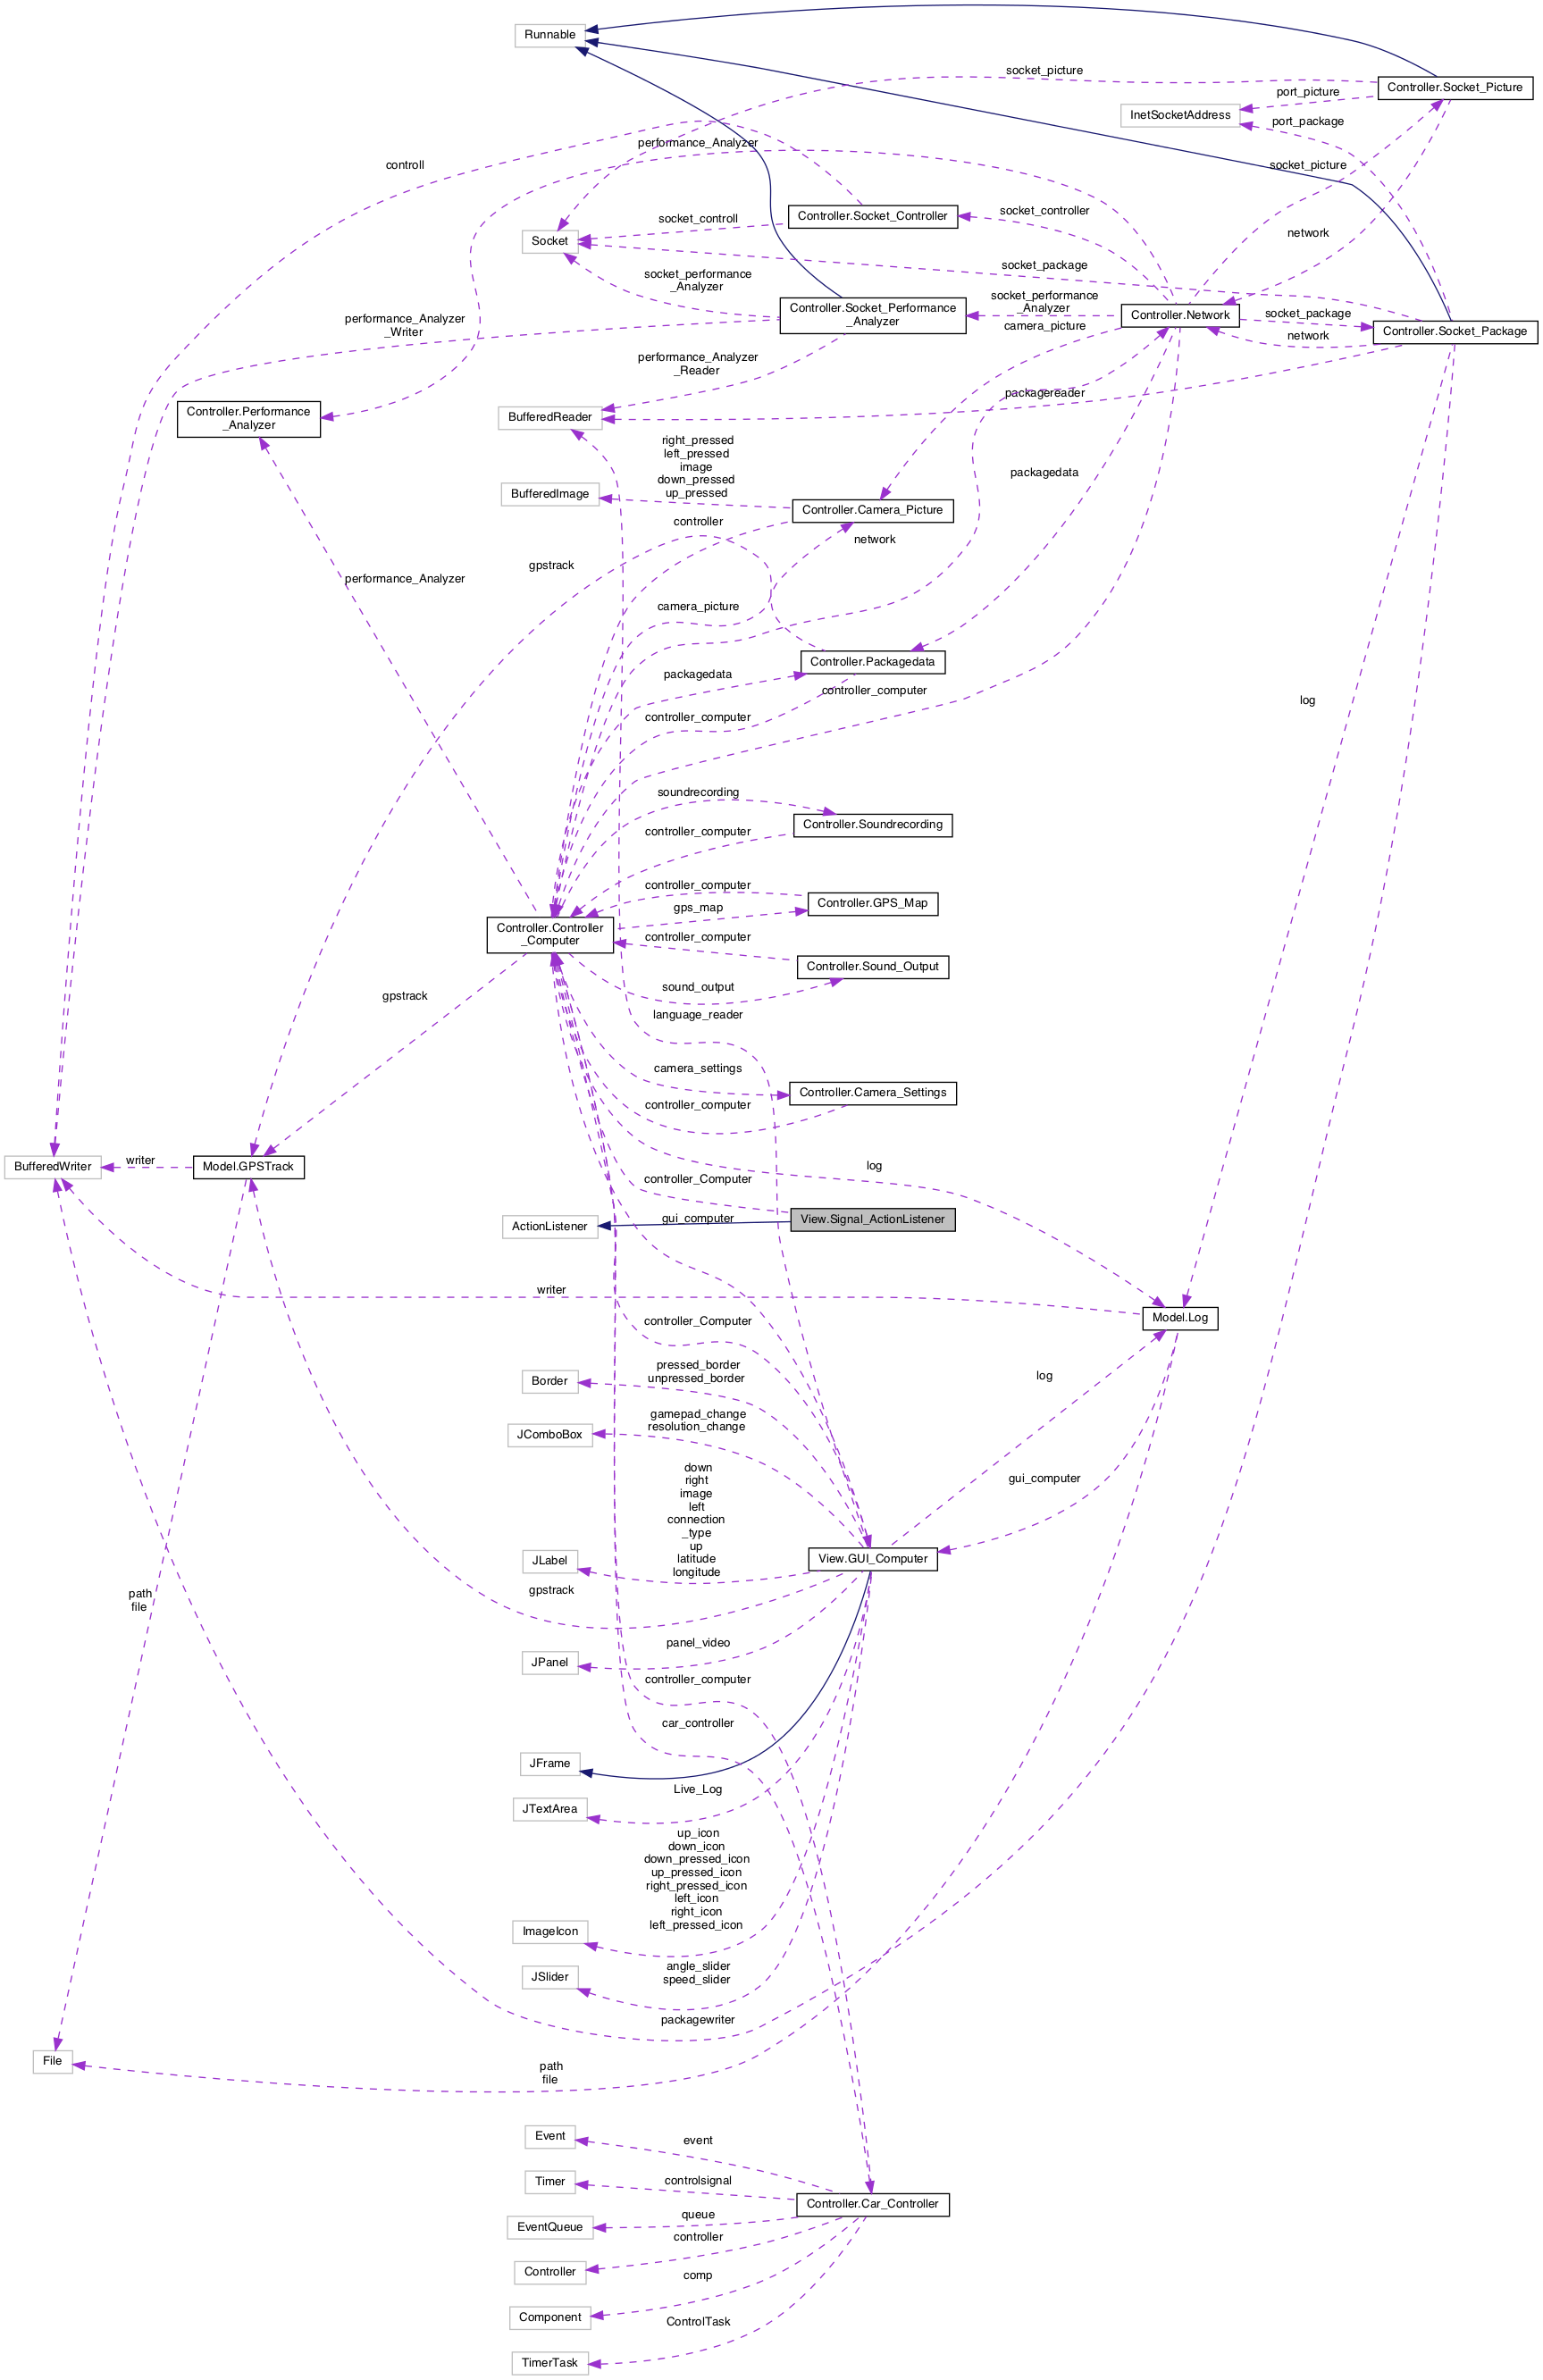 Runnable
socket_picture
Controller.Socket_Picture
port_picture
InetSocketAddress
port_package
performance_Analyzer
controll
socket_picture
Controller.Socket_Controller
socket_controller
socket_controll
Socket
network
socket_package
socket_performance
_Analyzer
socket_performance
_Analyzer
Controller.Socket_Performance
_Analyzer
Controller.Network
socket_package
Controller.Socket_Package
performance_Analyzer
_Writer
camera_picture
network
performance_Analyzer
_Reader
packagereader
Controller.Performance
_Analyzer
BufferedReader
right_pressed
left_pressed
image
down_pressed
up_pressed
packagedata
BufferedImage
Controller.Camera_Picture
controller
network
gpstrack
performance_Analyzer
camera_picture
Controller.Packagedata
packagedata
controller_computer
log
controller_computer
soundrecording
Controller.Soundrecording
controller_computer
controller_computer
Controller.GPS_Map
gps_map
Controller.Controller
_Computer
controller_computer
Controller.Sound_Output
sound_output
gpstrack
language_reader
camera_settings
Controller.Camera_Settings
controller_computer
BufferedWriter
writer
Model.GPSTrack
log
controller_Computer
View.Signal_ActionListener
ActionListener
gui_computer
writer
Model.Log
controller_Computer
pressed_border
unpressed_border
Border
log
gamepad_change
resolution_change
JComboBox
down
right
image
left
connection
_type
up
latitude
longitude
gui_computer
JLabel
View.GUI_Computer
gpstrack
path
file
panel_video
JPanel
controller_computer
car_controller
JFrame
Live_Log
JTextArea
up_icon
down_icon
down_pressed_icon
up_pressed_icon
right_pressed_icon
left_icon
right_icon
left_pressed_icon
ImageIcon
angle_slider
speed_slider
JSlider
packagewriter
File
path
file
Event
event
Timer
controlsignal
Controller.Car_Controller
queue
EventQueue
controller
Controller
comp
Component
ControlTask
TimerTask